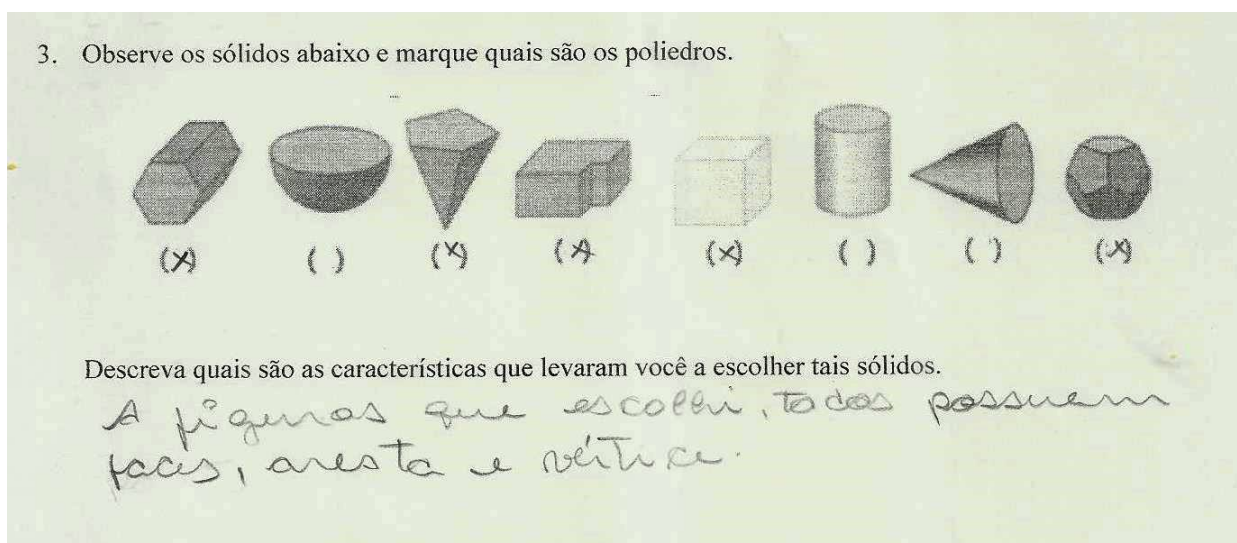 3. Observe os sólidos abaixo e marque quais são os poliedros.
(X) ( ) (X) (X) (X) ( ) ( ) (X)
Descreva quais são as características que levaram você a escolher tais sólidos.
A figuras que escolhi, todos possuem
faces, aresta e vértice.